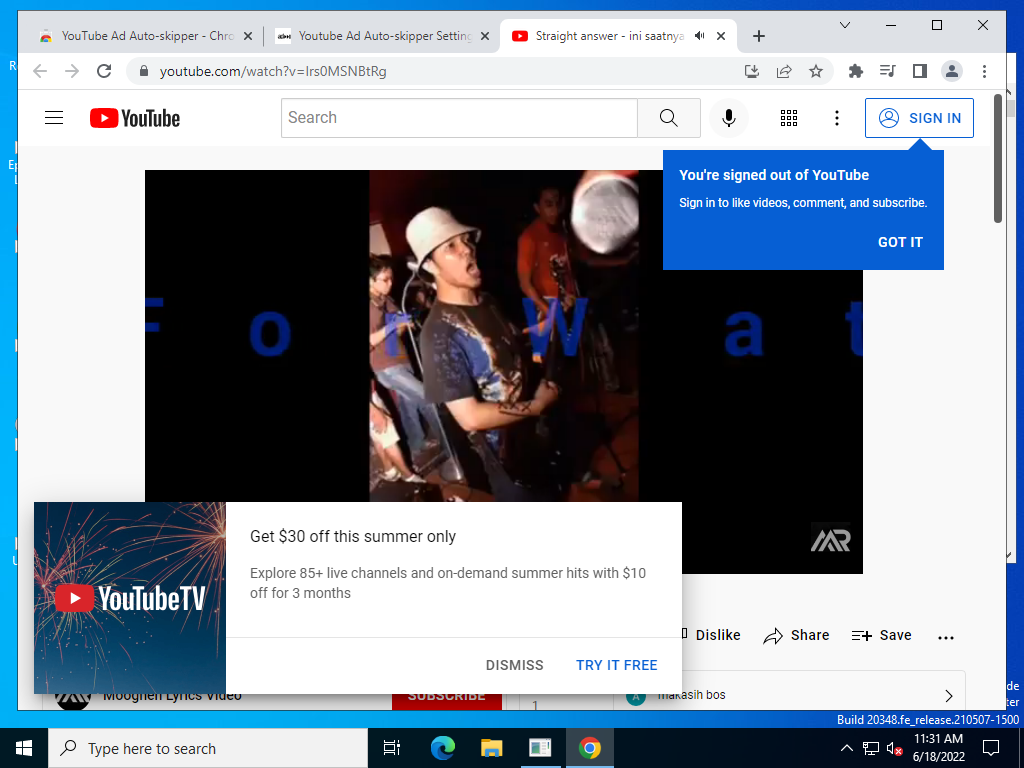 YouTube Ad Auto-skipper - Chro
Youtube Ad Auto-skipper Setting
Straight answer - ini saatnya
youtube.com/watch?v=Irs0MSNBtRg
YouTube
Search
SIGN IN
You're signed out of YouTube
Sign in to like videos, comment, and subscribe.
GOT IT
F o r W a t
MR
Get $30 off this summer only
Explore 85+ live channels and on-demand summer hits with $10
off for 3 months
YouTubeTV
DISMISS
TRY IT FREE
Dislike
Share
Save
Moogheh Lyrics Video
SUBSCRIBE
1
A
makasih bos
Build 20348.fe_release.210507-1500
Type here to search
11:31 AM
6/18/2022